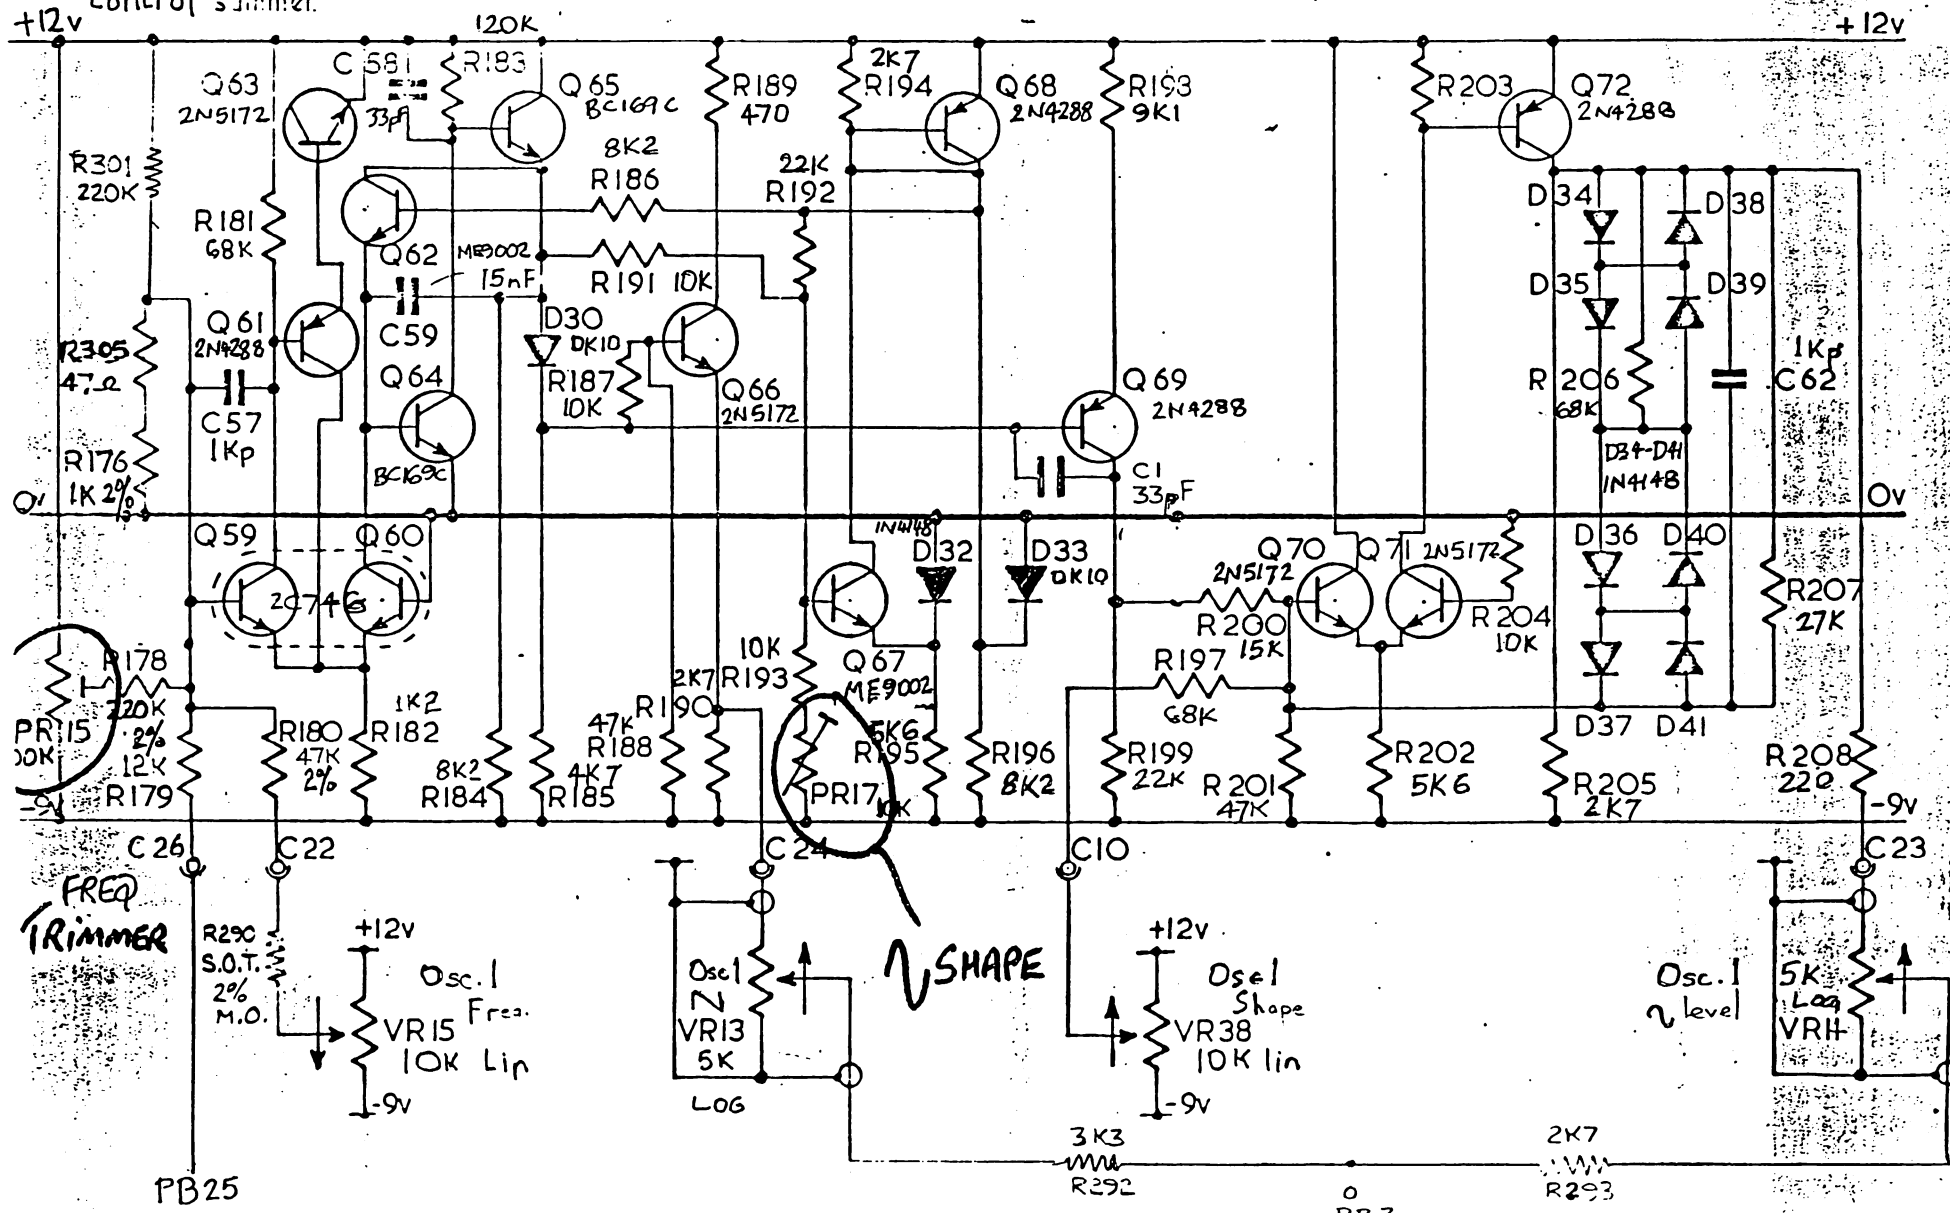 control summer.
+12v
120K
+12v
Q63
2N5172
C58
33pF
R183
Q65
BC169C
R189
470
2K7
R194
Q68
2N4288
R193
9K1
R203
Q72
2N4288
R301
220K
8K2
R186
22K
R192
D34
D38
R181
68K
Q62
ME9002
15nF
R191
10K
D35
D39
Q61
2N4288
C59
D30
DK10
R305
47Ω
Q64
R187
10K
Q66
2N5172
Q69
2N4288
R206
68K
1Kp
C62
C57
1Kp
R176
1K 2%
BC169C
C1
33pF
D34-D41
1N4148
0v
0v
Q59
Q60
1N4148
D32
D33
DK10
Q70
Q71
2N5172
2N5172
D36
D40
2C746
R200
15K
R204
10K
R207
27K
R178
220K
2%
10K
R193
Q67
ME9002
R197
68K
D37
D41
PR15
12K
R179
R180
47K
2%
1K2
R182
8K2
R184
4K7
R185
47K
R188
2K7
R190
PR17
10K
5K6
R195
R196
8K2
R199
22K
R201
47K
R202
5K6
R205
2K7
R208
220
-9v
-9v
C26
C22
C24
C10
C23
FREQ
TRIMMER
R290
S.O.T.
2%
M.O.
+12v
Osc.1
Freq.
VR15
10K Lin
-9v
Osc1
VR13
5K
LOG
SHAPE
+12v
Osc1
Shape
VR38
10K lin
-9v
Osc.1
level
5K
Log
VR14
3K3
R292
2K7
R293
PB25